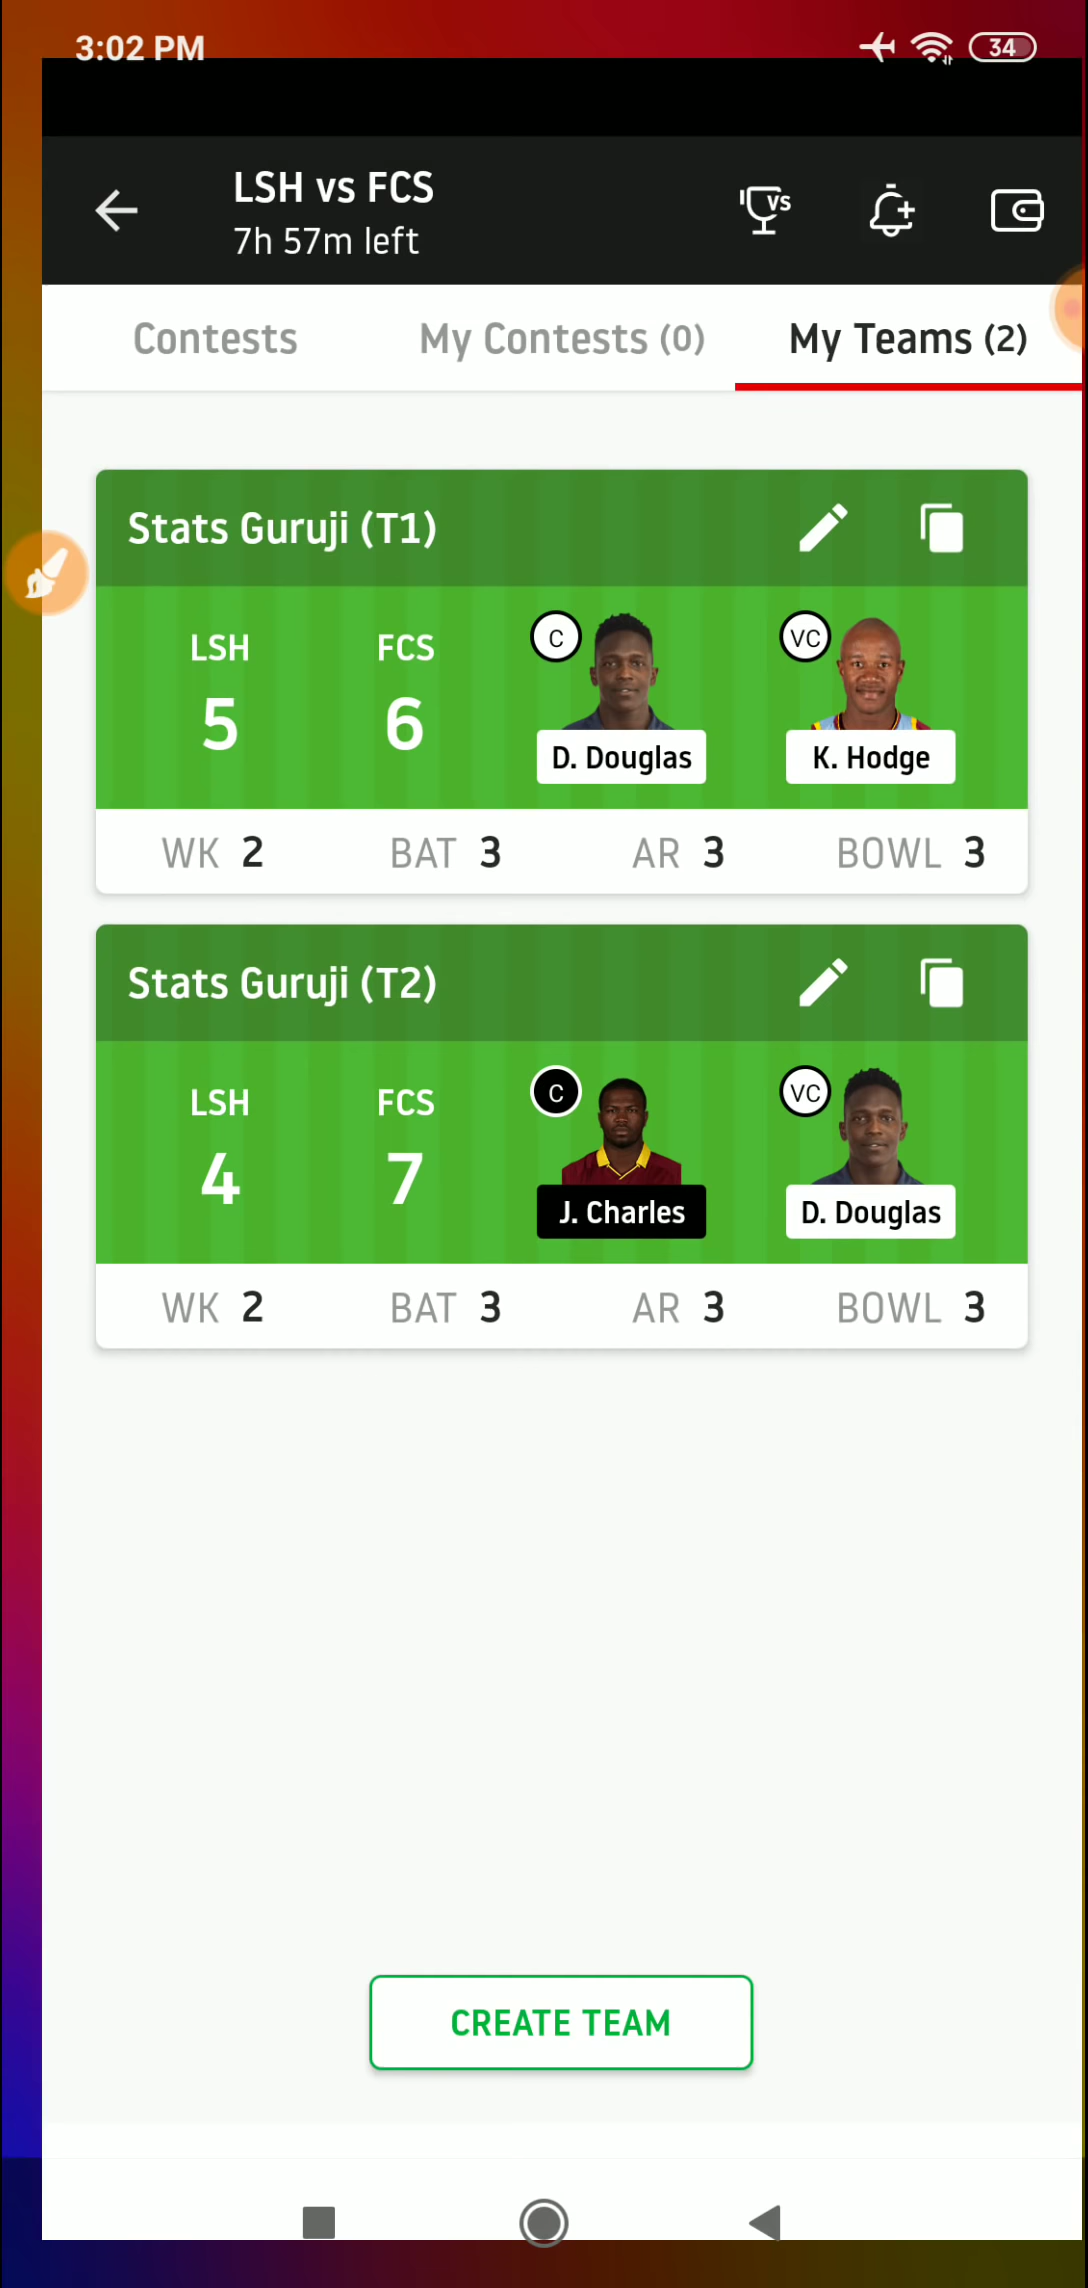 3:02 PM
34
LSH vs FCS
7h 57m left
VS
Contests
My Contests (0)
My Teams (2)
Stats Guruji (T1)
LSH
FCS
5
6
C
D. Douglas
VC
K. Hodge
WK 2
BAT 3
AR 3
BOWL 3
Stats Guruji (T2)
LSH
FCS
4
7
C
J. Charles
VC
D. Douglas
WK 2
BAT 3
AR 3
BOWL 3
CREATE TEAM